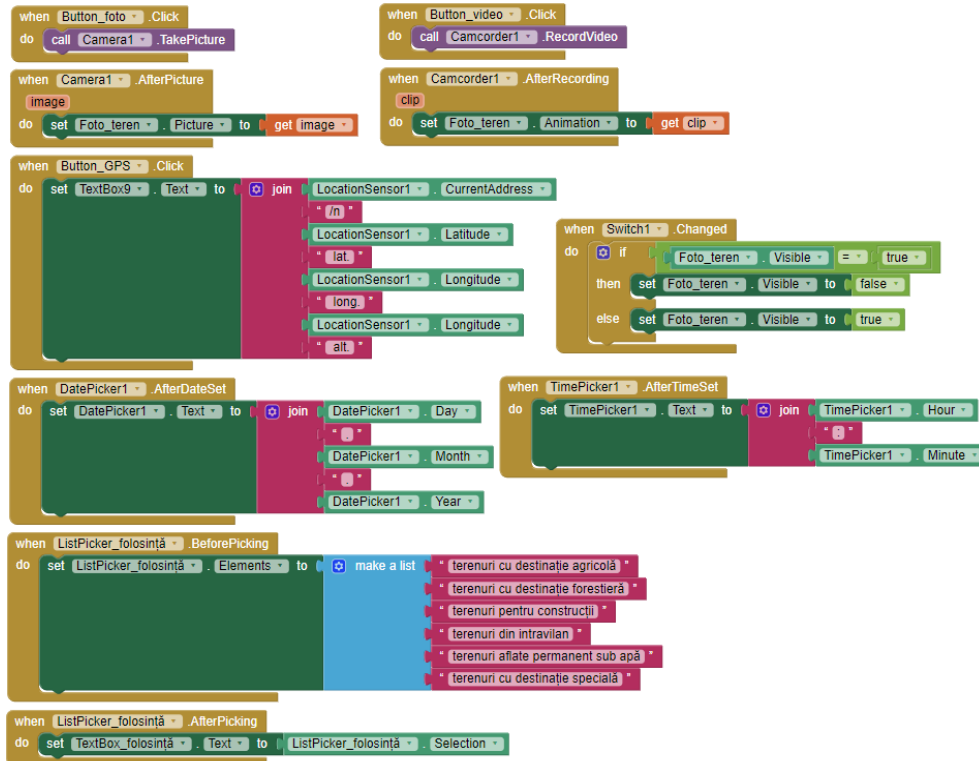 when Button_foto .Click
do call Camera1 .TakePicture
when Button_video .Click
do call Camcorder1 .RecordVideo
when Camera1 .AfterPicture
image
do set Foto_teren . Picture to get image
when Camcorder1 .AfterRecording
clip
do set Foto_teren . Animation to get clip
when Button_GPS .Click
do set TextBox9 . Text to join LocationSensor1 . CurrentAddress
" /n "
LocationSensor1 . Latitude
" lat. "
LocationSensor1 . Longitude
" long. "
LocationSensor1 . Longitude
" alt. "
when Switch1 .Changed
do if Foto_teren . Visible = true
then set Foto_teren . Visible to false
else set Foto_teren . Visible to true
when DatePicker1 .AfterDateSet
do set DatePicker1 . Text to join DatePicker1 . Day
" . "
DatePicker1 . Month
" . "
DatePicker1 . Year
when TimePicker1 .AfterTimeSet
do set TimePicker1 . Text to join TimePicker1 . Hour
" : "
TimePicker1 . Minute
when ListPicker_folosință .BeforePicking
do set ListPicker_folosință . Elements to make a list " terenuri cu destinație agricolă "
" terenuri cu destinație forestieră "
" terenuri pentru construcții "
" terenuri din intravilan "
" terenuri aflate permanent sub apă "
" terenuri cu destinație specială "
when ListPicker_folosință .AfterPicking
do set TextBox_folosință . Text to ListPicker_folosință . Selection